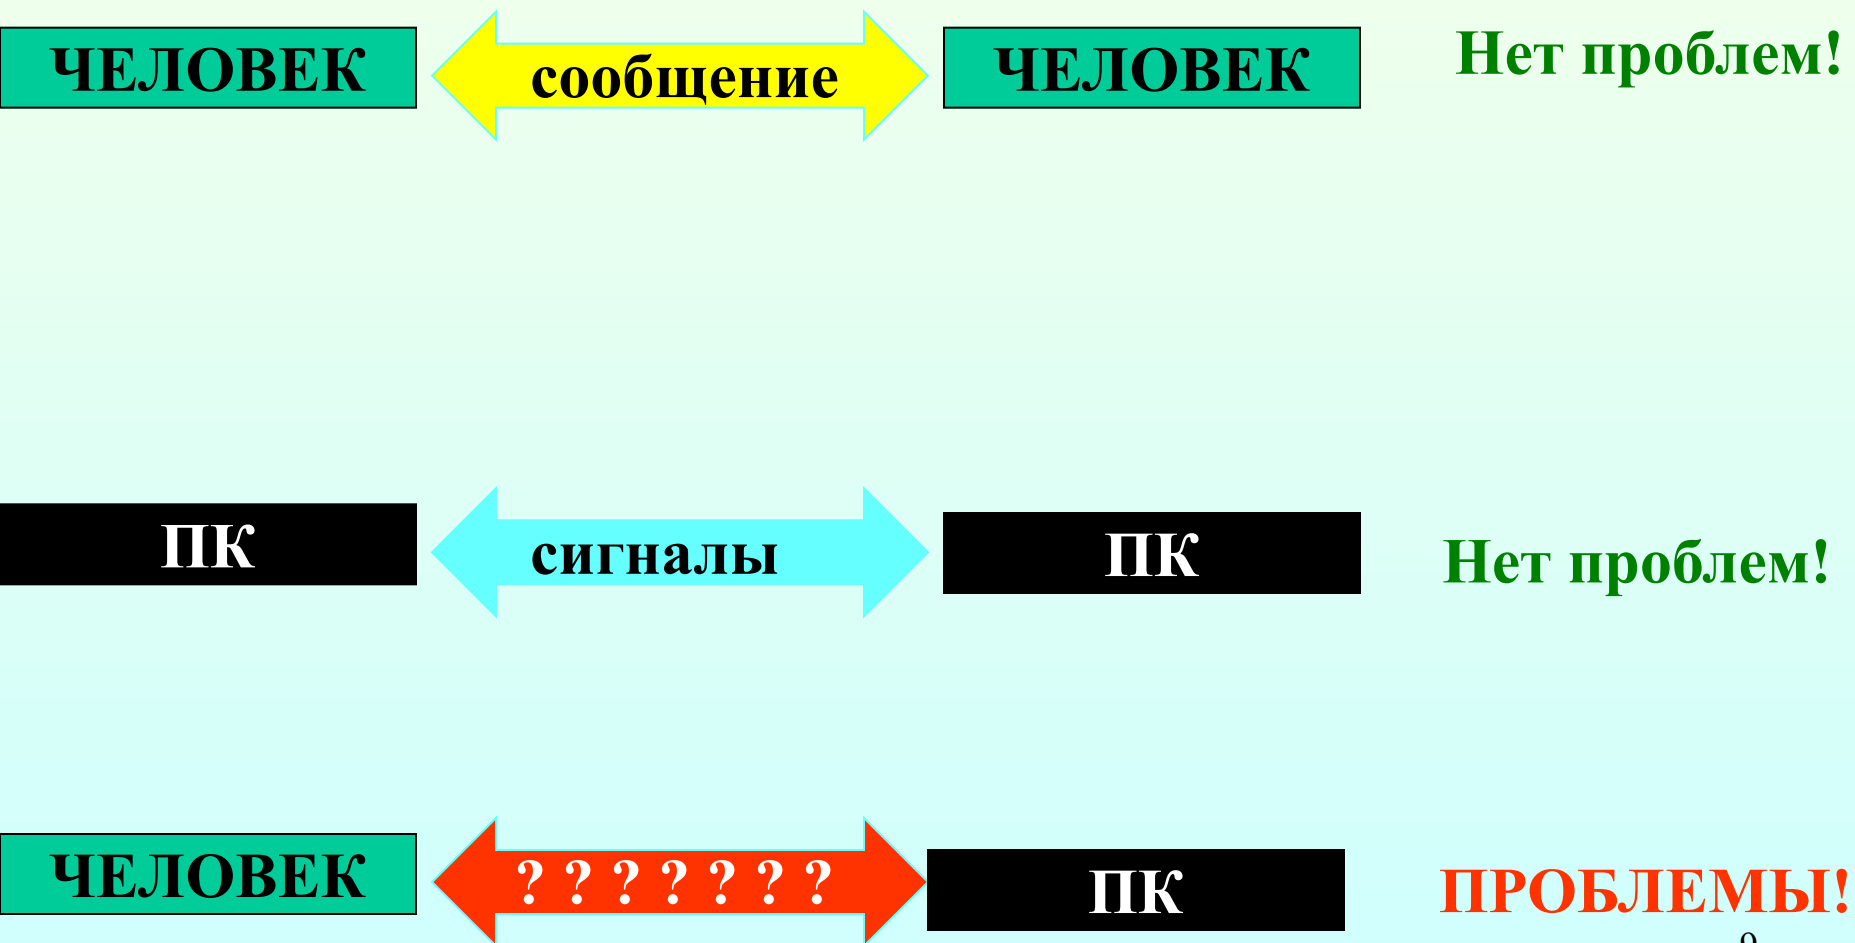 ЧЕЛОВЕК сообщение ЧЕЛОВЕК Нет проблем!
ПК сигналы ПК Нет проблем!
ЧЕЛОВЕК ? ? ? ? ? ? ? ПК ПРОБЛЕМЫ!